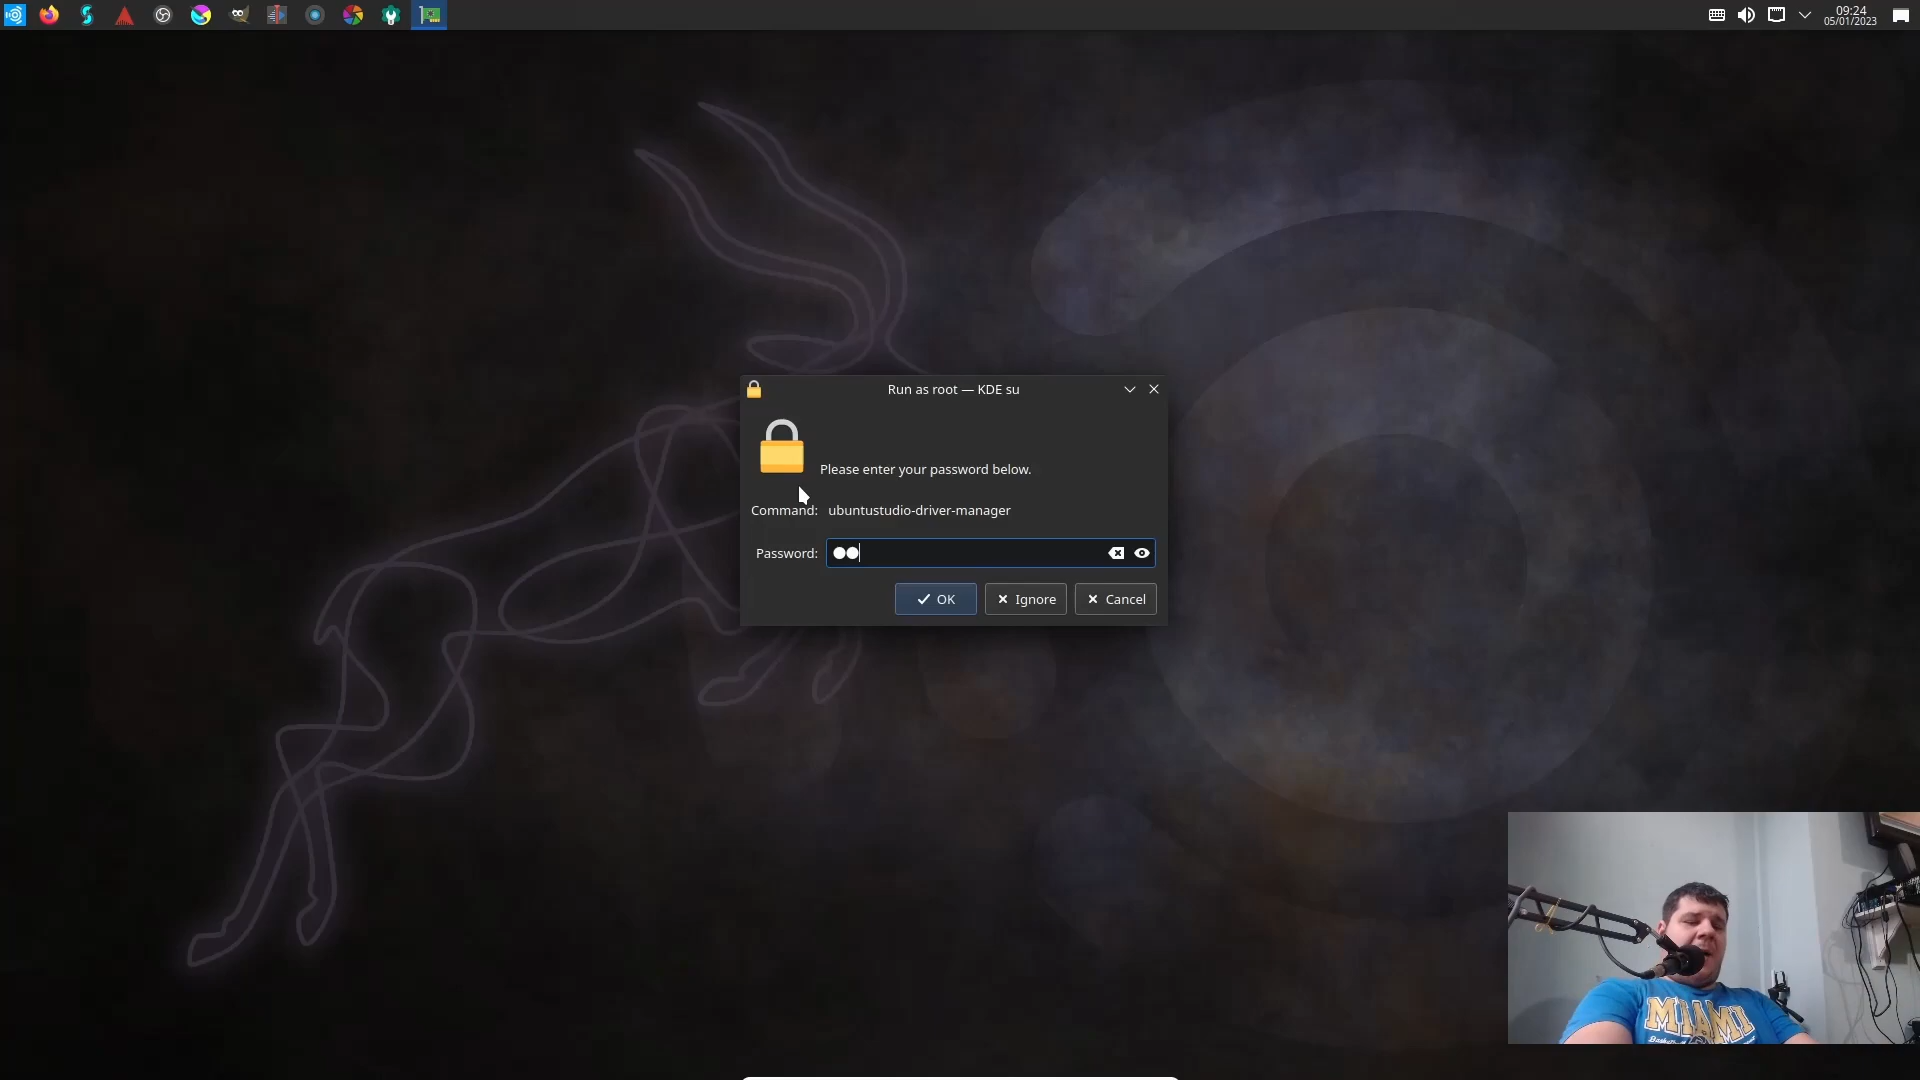 09:24
05/01/2023
Run as root — KDE su
Please enter your password below.
Command: ubuntustudio-driver-manager
Password:
OK
Ignore
Cancel
MIAMI